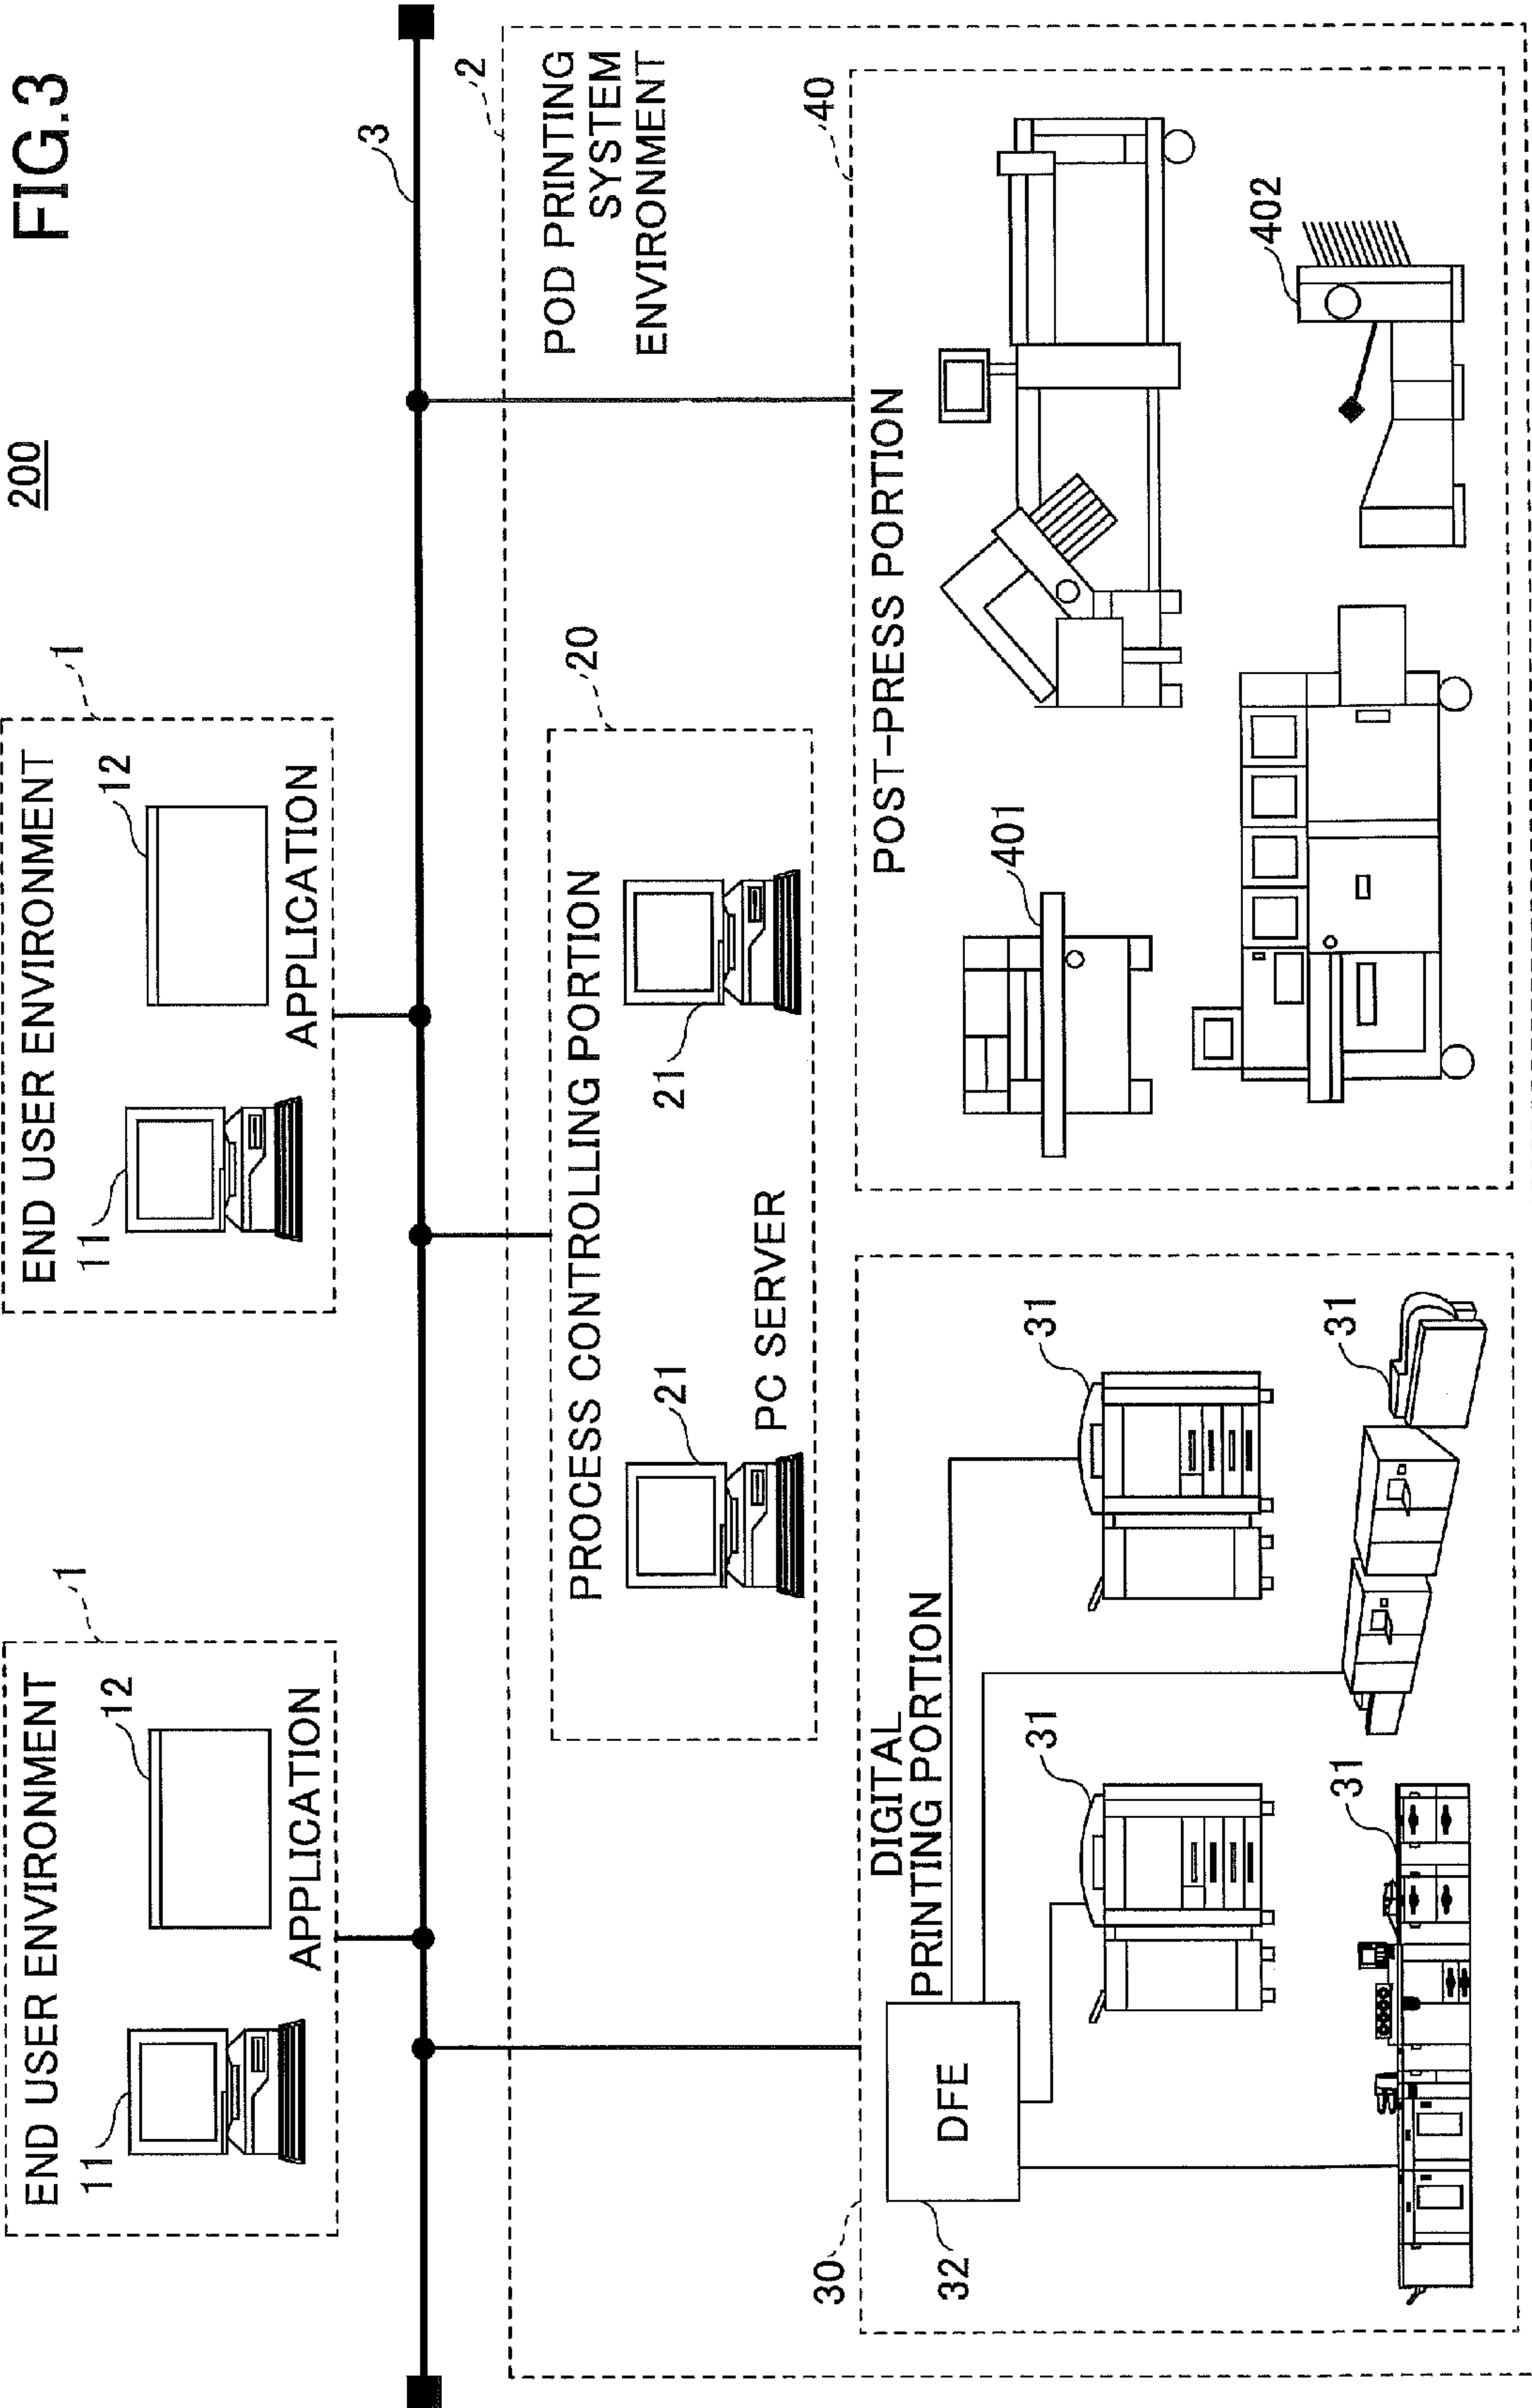 FIG.3
200
END USER ENVIRONMENT
1
11
12
APPLICATION
END USER ENVIRONMENT
1
11
12
APPLICATION
3
2
POD PRINTING
SYSTEM
ENVIRONMENT
20
PROCESS CONTROLLING PORTION
21
21
PC SERVER
30
DIGITAL
PRINTING PORTION
32
DFE
31
31
31
31
40
POST-PRESS PORTION
401
402